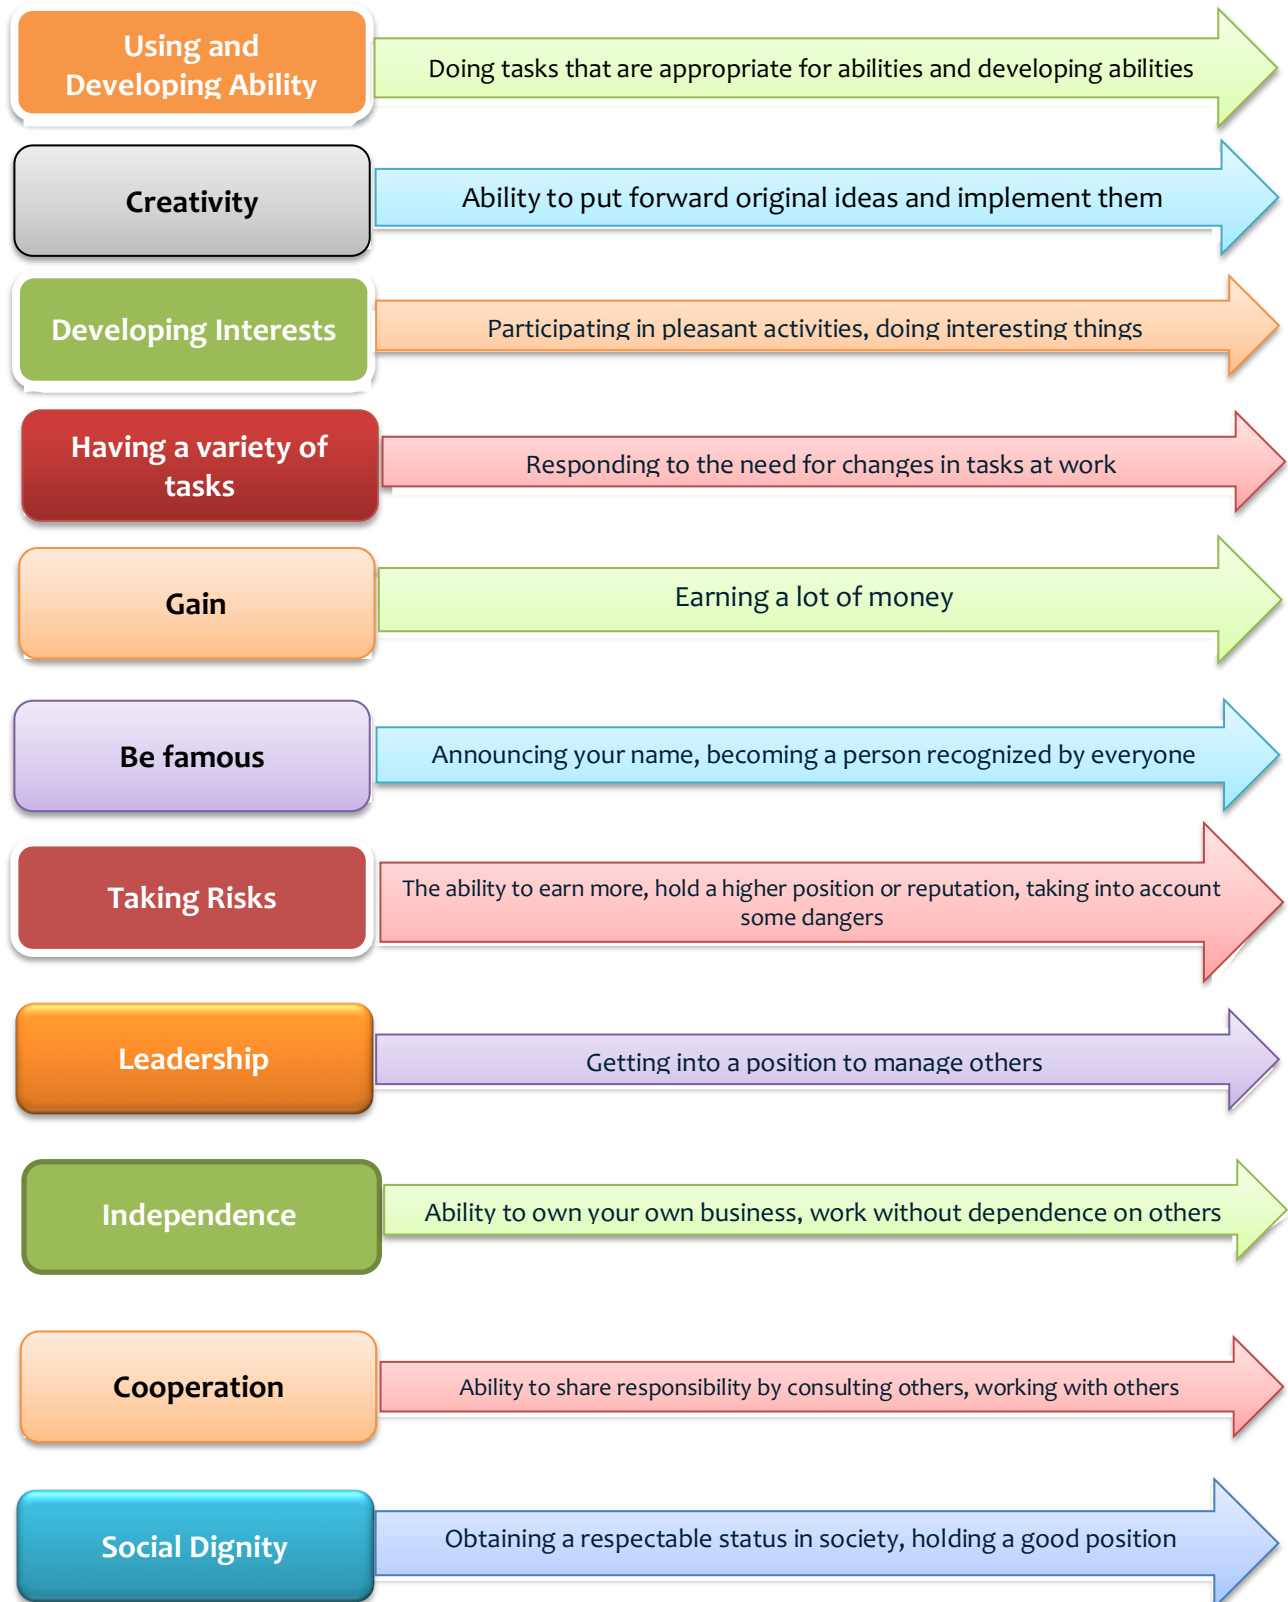 Using and
Developing Ability
Doing tasks that are appropriate for abilities and developing abilities
Creativity
Ability to put forward original ideas and implement them
Developing Interests
Participating in pleasant activities, doing interesting things
Having a variety of
tasks
Responding to the need for changes in tasks at work
Gain
Earning a lot of money
Be famous
Announcing your name, becoming a person recognized by everyone
Taking Risks
The ability to earn more, hold a higher position or reputation, taking into account
some dangers
Leadership
Getting into a position to manage others
Independence
Ability to own your own business, work without dependence on others
Cooperation
Ability to share responsibility by consulting others, working with others
Social Dignity
Obtaining a respectable status in society, holding a good position